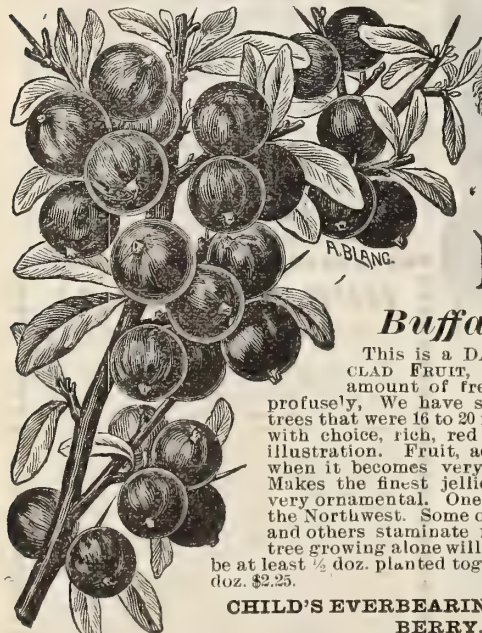 A. BLANC.
Buffa
This is a DA
CLAD FRUIT,
amount of fre
profusely, We have s
trees that were 16 to 20
with choice, rich, red
illustration. Fruit, a
when it becomes very
Makes the finest jelli
very ornamental. One
the Northwest. Some
and others staminate
tree growing alone will
be at least ½ doz. planted tog
doz. $2.25.
CHILD'S EVERBEARIN
BERRY.